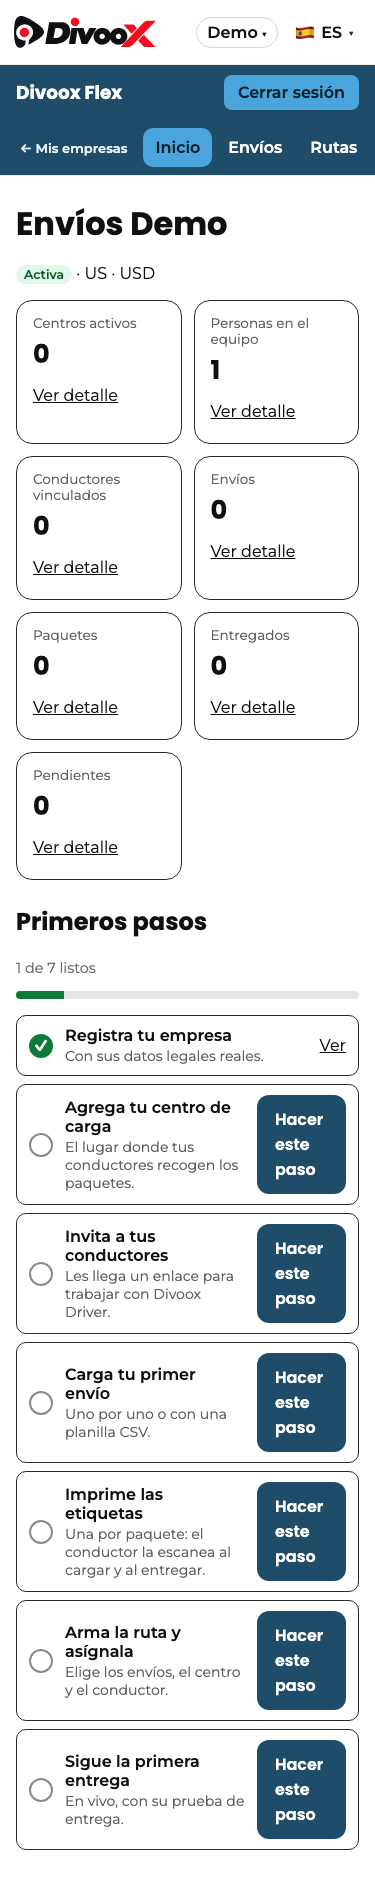 DivooX
Demo ▾
ES ▾
Divoox Flex
Cerrar sesión
← Mis empresas
Inicio
Envíos
Rutas
Envíos Demo
Activa · US · USD
Centros activos
0
Ver detalle
Personas en el
equipo
1
Ver detalle
Conductores
vinculados
0
Ver detalle
Envíos
0
Ver detalle
Paquetes
0
Ver detalle
Entregados
0
Ver detalle
Pendientes
0
Ver detalle
Primeros pasos
1 de 7 listos
Registra tu empresa
Con sus datos legales reales.
Ver
Agrega tu centro de
carga
El lugar donde tus
conductores recogen los
paquetes.
Hacer
este
paso
Invita a tus
conductores
Les llega un enlace para
trabajar con Divoox
Driver.
Hacer
este
paso
Carga tu primer
envío
Uno por uno o con una
planilla CSV.
Hacer
este
paso
Imprime las
etiquetas
Una por paquete: el
conductor la escanea al
cargar y al entregar.
Hacer
este
paso
Arma la ruta y
asígnala
Elige los envíos, el centro
y el conductor.
Hacer
este
paso
Sigue la primera
entrega
En vivo, con su prueba de
entrega.
Hacer
este
paso